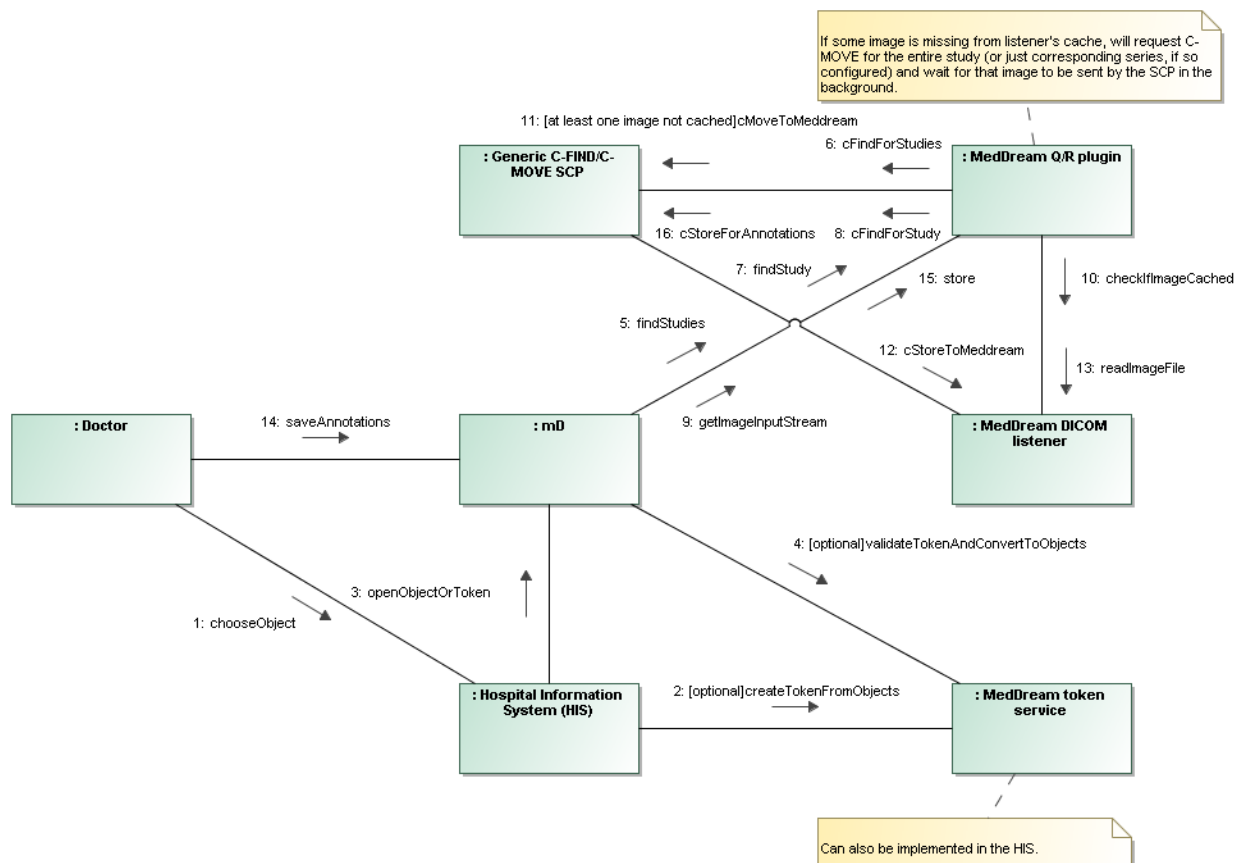 If some image is missing from listener's cache, will request C-
MOVE for the entire study (or just corresponding series, if so
configured) and wait for that image to be sent by the SCP in the
background.
11: [at least one image not cached]cMoveToMeddream
6: cFindForStudies
: Generic C-FIND/C-
MOVE SCP
: MedDream Q/R plugin
16: cStoreForAnnotations
8: cFindForStudy
7: findStudy
15: store
10: checkIfImageCached
5: findStudies
12: cStoreToMeddream
13: readImageFile
14: saveAnnotations
9: getImageInputStream
: Doctor
: mD
: MedDream DICOM
listener
4: [optional]validateTokenAndConvertToObjects
3: openObjectOrToken
1: chooseObject
2: [optional]createTokenFromObjects
: Hospital Information
System (HIS)
: MedDream token
service
Can also be implemented in the HIS.